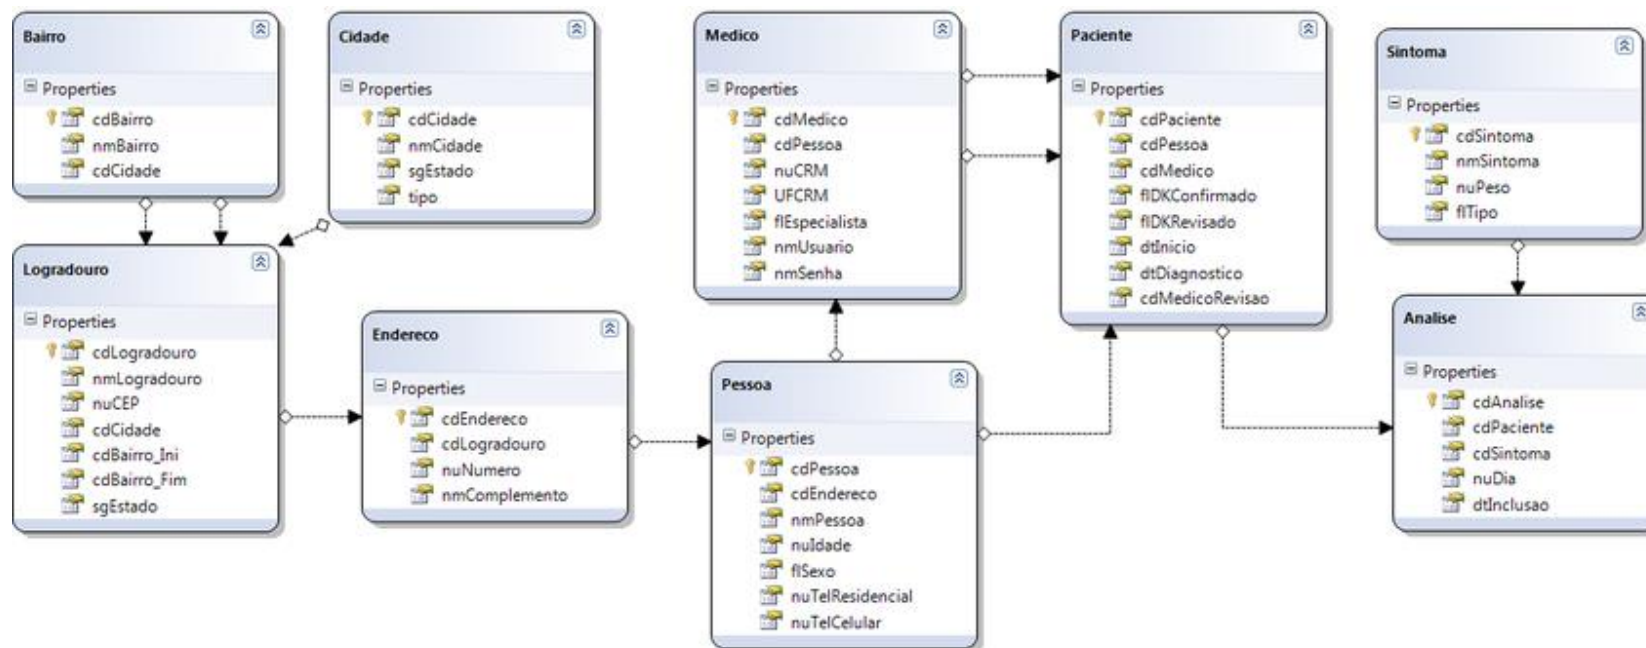 Bairro
Properties
cdBairro
nmBairro
cdCidade
Cidade
Properties
cdCidade
nmCidade
sgEstado
tipo
Logradouro
Properties
cdLogradouro
nmLogradouro
nuCEP
cdCidade
cdBairro_Ini
cdBairro_Fim
sgEstado
Endereco
Properties
cdEndereco
cdLogradouro
nuNumero
nmComplemento
Medico
Properties
cdMedico
cdPessoa
nuCRM
UFCRM
flEspecialista
nmUsuario
nmSenha
Pessoa
Properties
cdPessoa
cdEndereco
nmPessoa
nuIdade
flSexo
nuTelResidencial
nuTelCelular
Paciente
Properties
cdPaciente
cdPessoa
cdMedico
flDKConfirmado
flDKRevisado
dtInicio
dtDiagnostico
cdMedicoRevisao
Sintoma
Properties
cdSintoma
nmSintoma
nuPeso
flTipo
Analise
Properties
cdAnalise
cdPaciente
cdSintoma
nuDia
dtInclusao